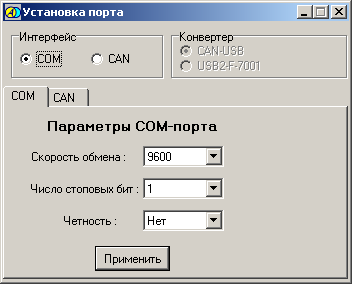 Установка порта
Интерфейс
COM
CAN
Конвертер
CAN-USB
USB2-F-7001
COM
CAN
Параметры COM-порта
Скорость обмена :
9600
Число стоповых бит :
1
Четность :
Нет
Применить